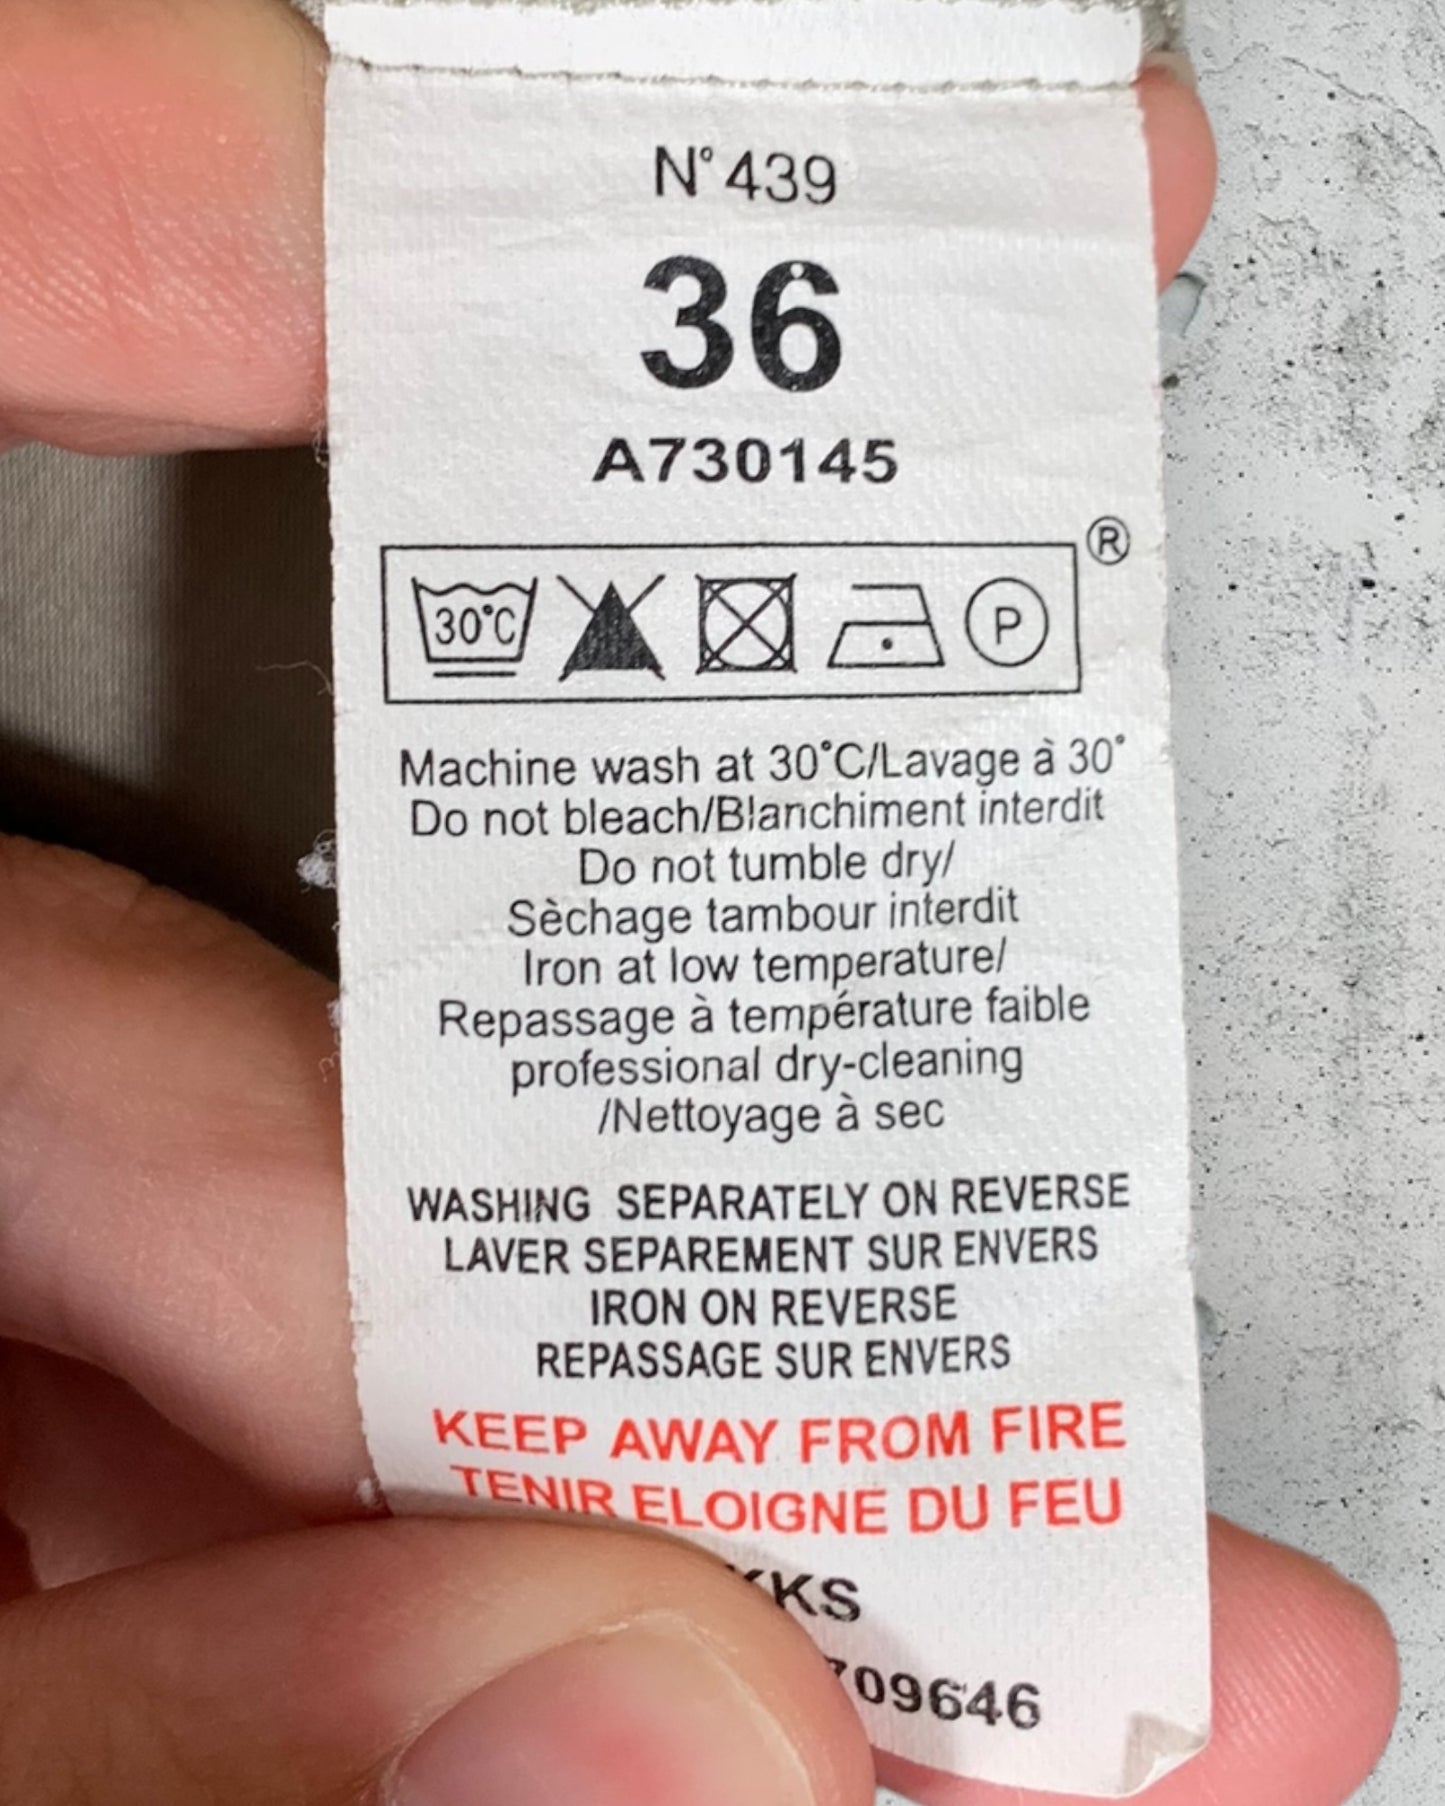 N°439
36
A730145
®
30°C P
Machine wash at 30°C/Lavage à 30°
Do not bleach/Blanchiment interdit
Do not tumble dry/
Sèchage tambour interdit
Iron at low temperature/
Repassage à température faible
professional dry-cleaning
/Nettoyage à sec
WASHING SEPARATELY ON REVERSE
LAVER SEPAREMENT SUR ENVERS
IRON ON REVERSE
REPASSAGE SUR ENVERS
KEEP AWAY FROM FIRE
TENIR ELOIGNE DU FEU